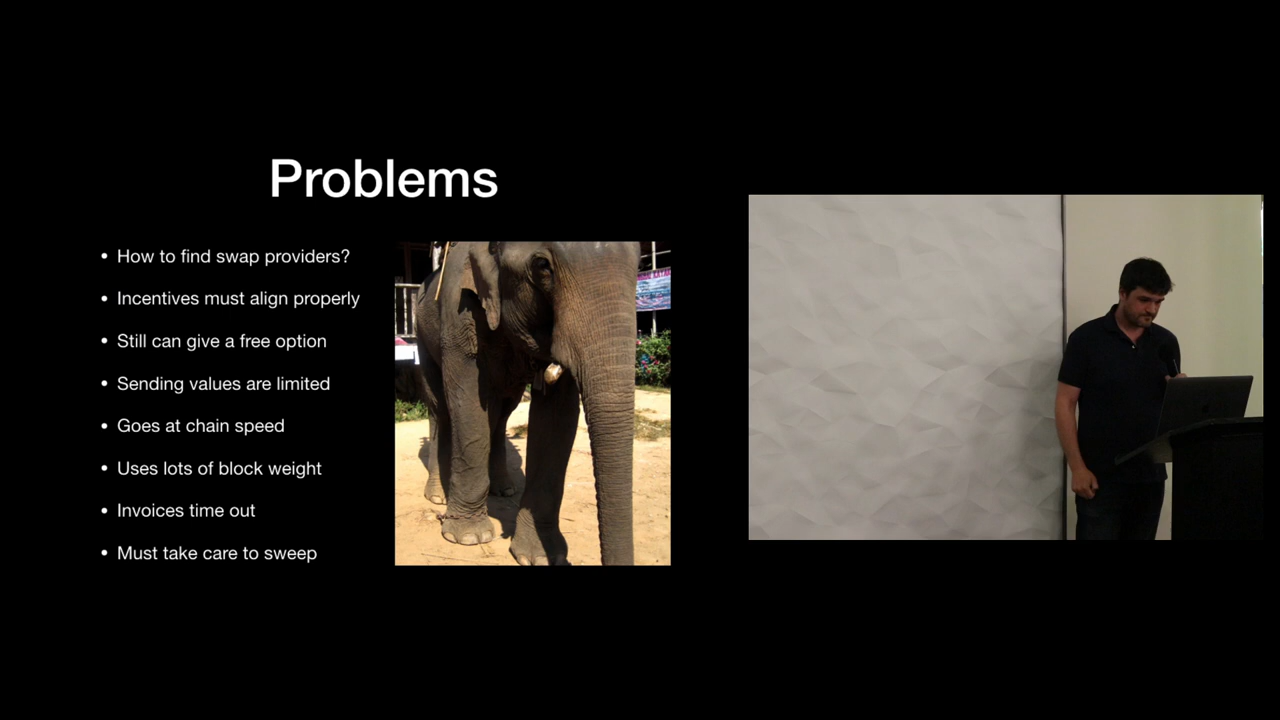 Problems
• How to find swap providers?
• Incentives must align properly
• Still can give a free option
• Sending values are limited
• Goes at chain speed
• Uses lots of block weight
• Invoices time out
• Must take care to sweep